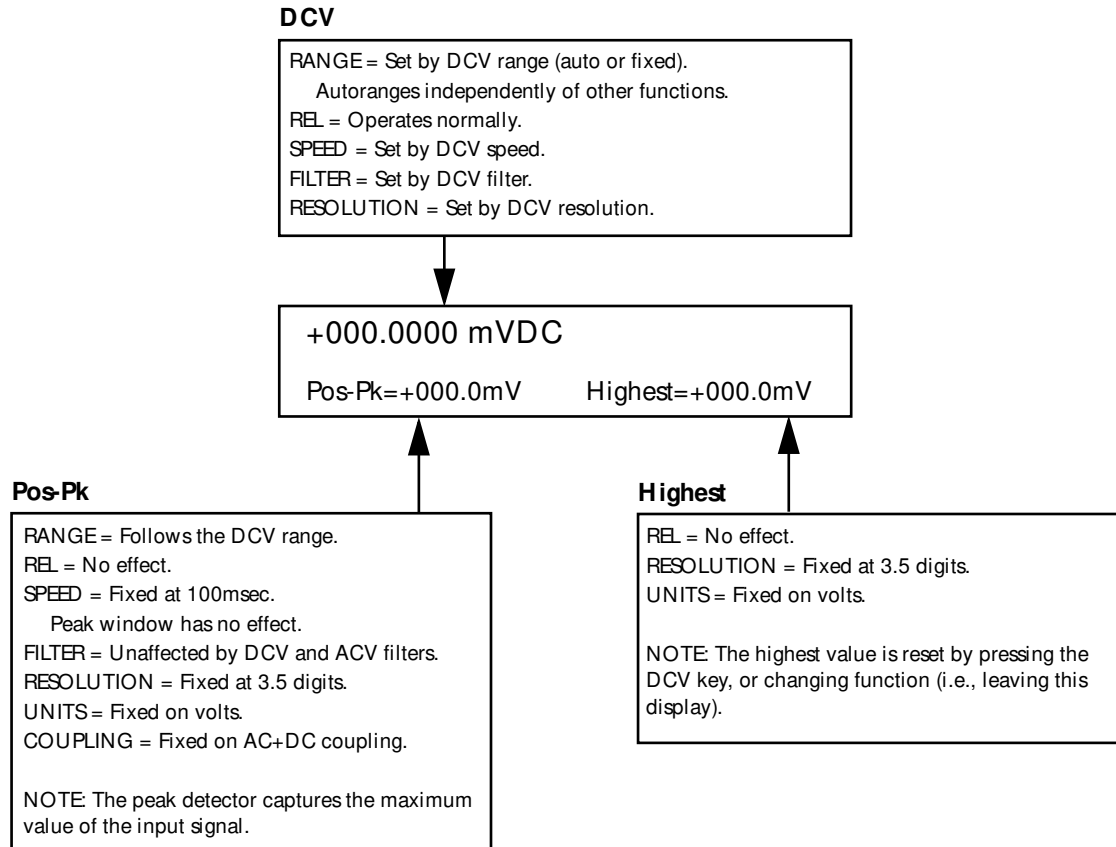 DCV
RANGE = Set by DCV range (auto or fixed).
Autoranges independently of other functions.
REL = Operates normally.
SPEED = Set by DCV speed.
FILTER = Set by DCV filter.
RESOLUTION = Set by DCV resolution.
+000.0000 mVDC
Pos-Pk=+000.0mV Highest=+000.0mV
Pos-Pk
RANGE = Follows the DCV range.
REL = No effect.
SPEED = Fixed at 100msec.
Peak window has no effect.
FILTER = Unaffected by DCV and ACV filters.
RESOLUTION = Fixed at 3.5 digits.
UNITS = Fixed on volts.
COUPLING = Fixed on AC+DC coupling.
NOTE: The peak detector captures the maximum
value of the input signal.
Highest
REL = No effect.
RESOLUTION = Fixed at 3.5 digits.
UNITS = Fixed on volts.
NOTE: The highest value is reset by pressing the
DCV key, or changing function (i.e., leaving this
display).